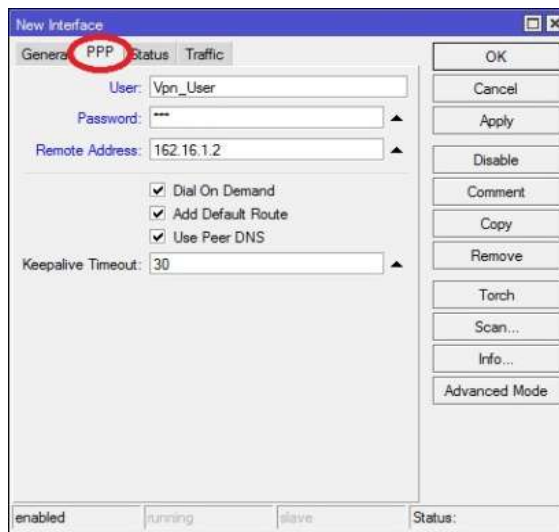 New Interface
General PPP Status Traffic
User: Vpn_User
Password: ***
Remote Address: 162.16.1.2
Dial On Demand
Add Default Route
Use Peer DNS
Keepalive Timeout: 30
OK
Cancel
Apply
Disable
Comment
Copy
Remove
Torch
Scan...
Info...
Advanced Mode
enabled running slave Status: